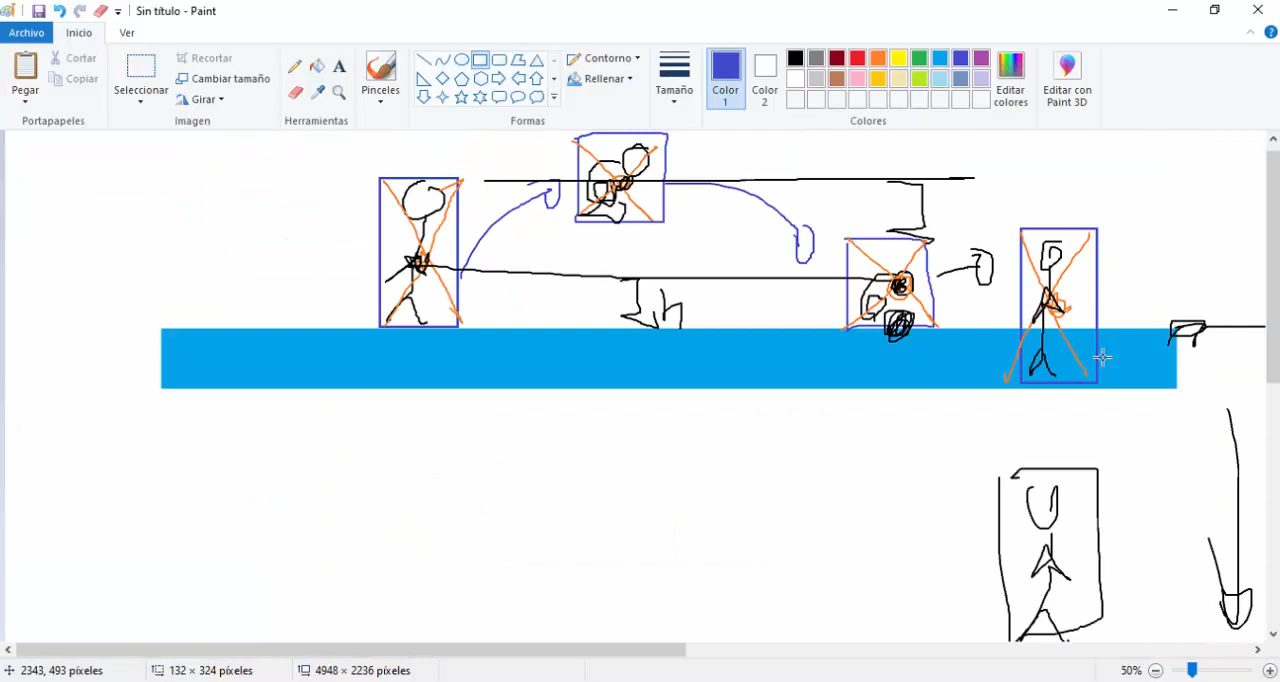 Sin título - Paint
Archivo
Inicio
Ver
Pegar
Cortar
Copiar
Portapapeles
Seleccionar
Recortar
Cambiar tamaño
Girar
Imagen
A
Herramientas
Pinceles
Contorno
Rellenar
Formas
Tamaño
Color
1
Color
2
Editar
colores
Editar con
Paint 3D
Colores
h
2343, 493 píxeles
132 × 324 píxeles
4948 × 2236 píxeles
50%